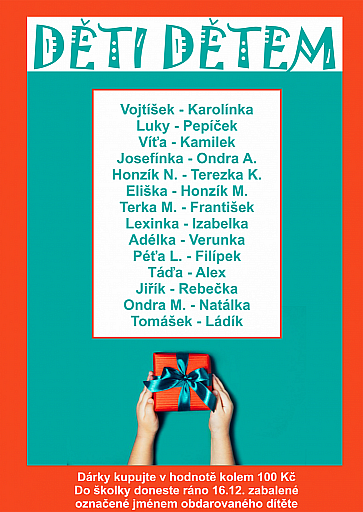 DĚTI DĚTEM
Vojtíšek - Karolínka
Luky - Pepíček
Víťa - Kamilek
Josefínka - Ondra A.
Honzík N. - Terezka K.
Eliška - Honzík M.
Terka M. - František
Lexinka - Izabelka
Adélka - Verunka
Péťa L. - Filípek
Táďa - Alex
Jiřík - Rebečka
Ondra M. - Natálka
Tomášek - Ládík
Dárky kupujte v hodnotě kolem 100 Kč
Do školky doneste ráno 16.12. zabalené
označené jménem obdarovaného dítěte